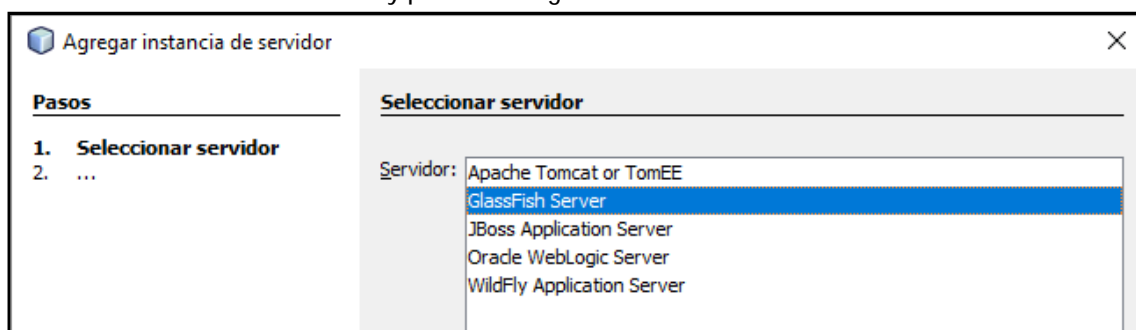 Agregar instancia de servidor
Pasos
1. Seleccionar servidor
2. ...
Seleccionar servidor
Servidor:
Apache Tomcat or TomEE
GlassFish Server
JBoss Application Server
Oracle WebLogic Server
WildFly Application Server